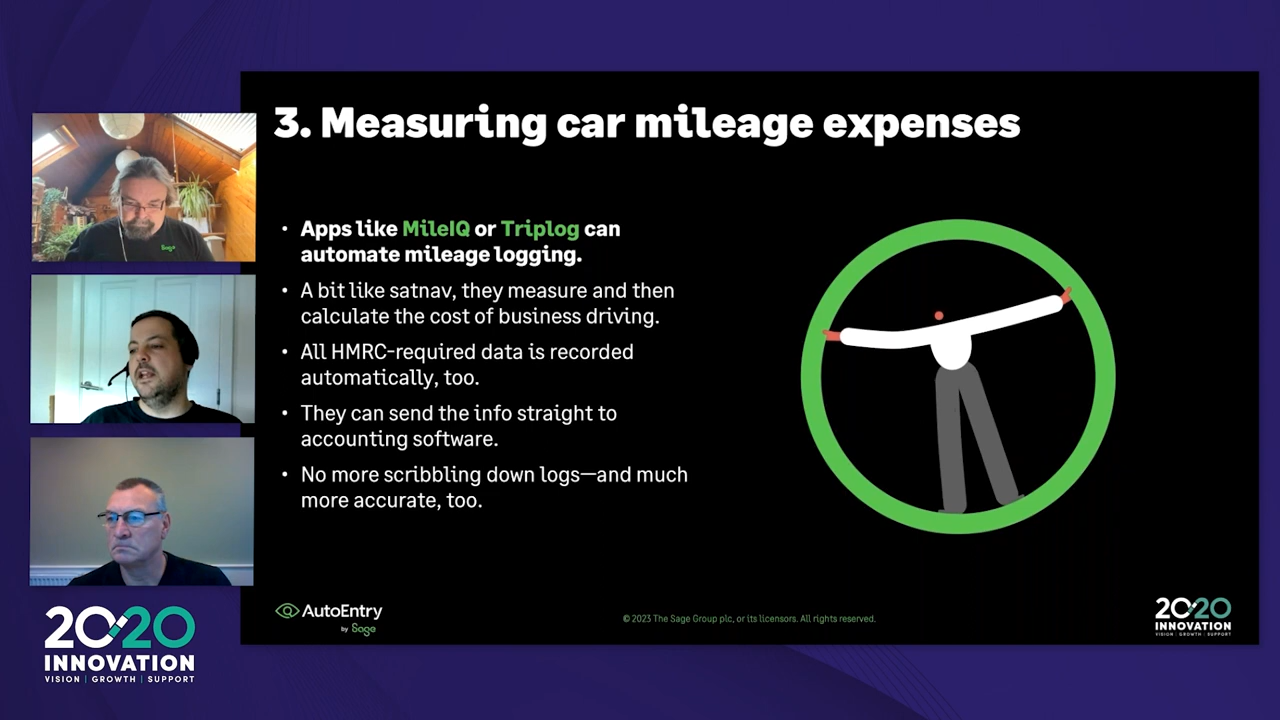 3. Measuring car mileage expenses
• Apps like MileIQ or Triplog can
automate mileage logging.
• A bit like satnav, they measure and then
calculate the cost of business driving.
• All HMRC-required data is recorded
automatically, too.
• They can send the info straight to
accounting software.
• No more scribbling down logs—and much
more accurate, too.
Sage
AutoEntry
by Sage
© 2023 The Sage Group plc, or its licensors. All rights reserved.
2020
INNOVATION
VISION | GROWTH | SUPPORT
2020
INNOVATION
VISION | GROWTH | SUPPORT